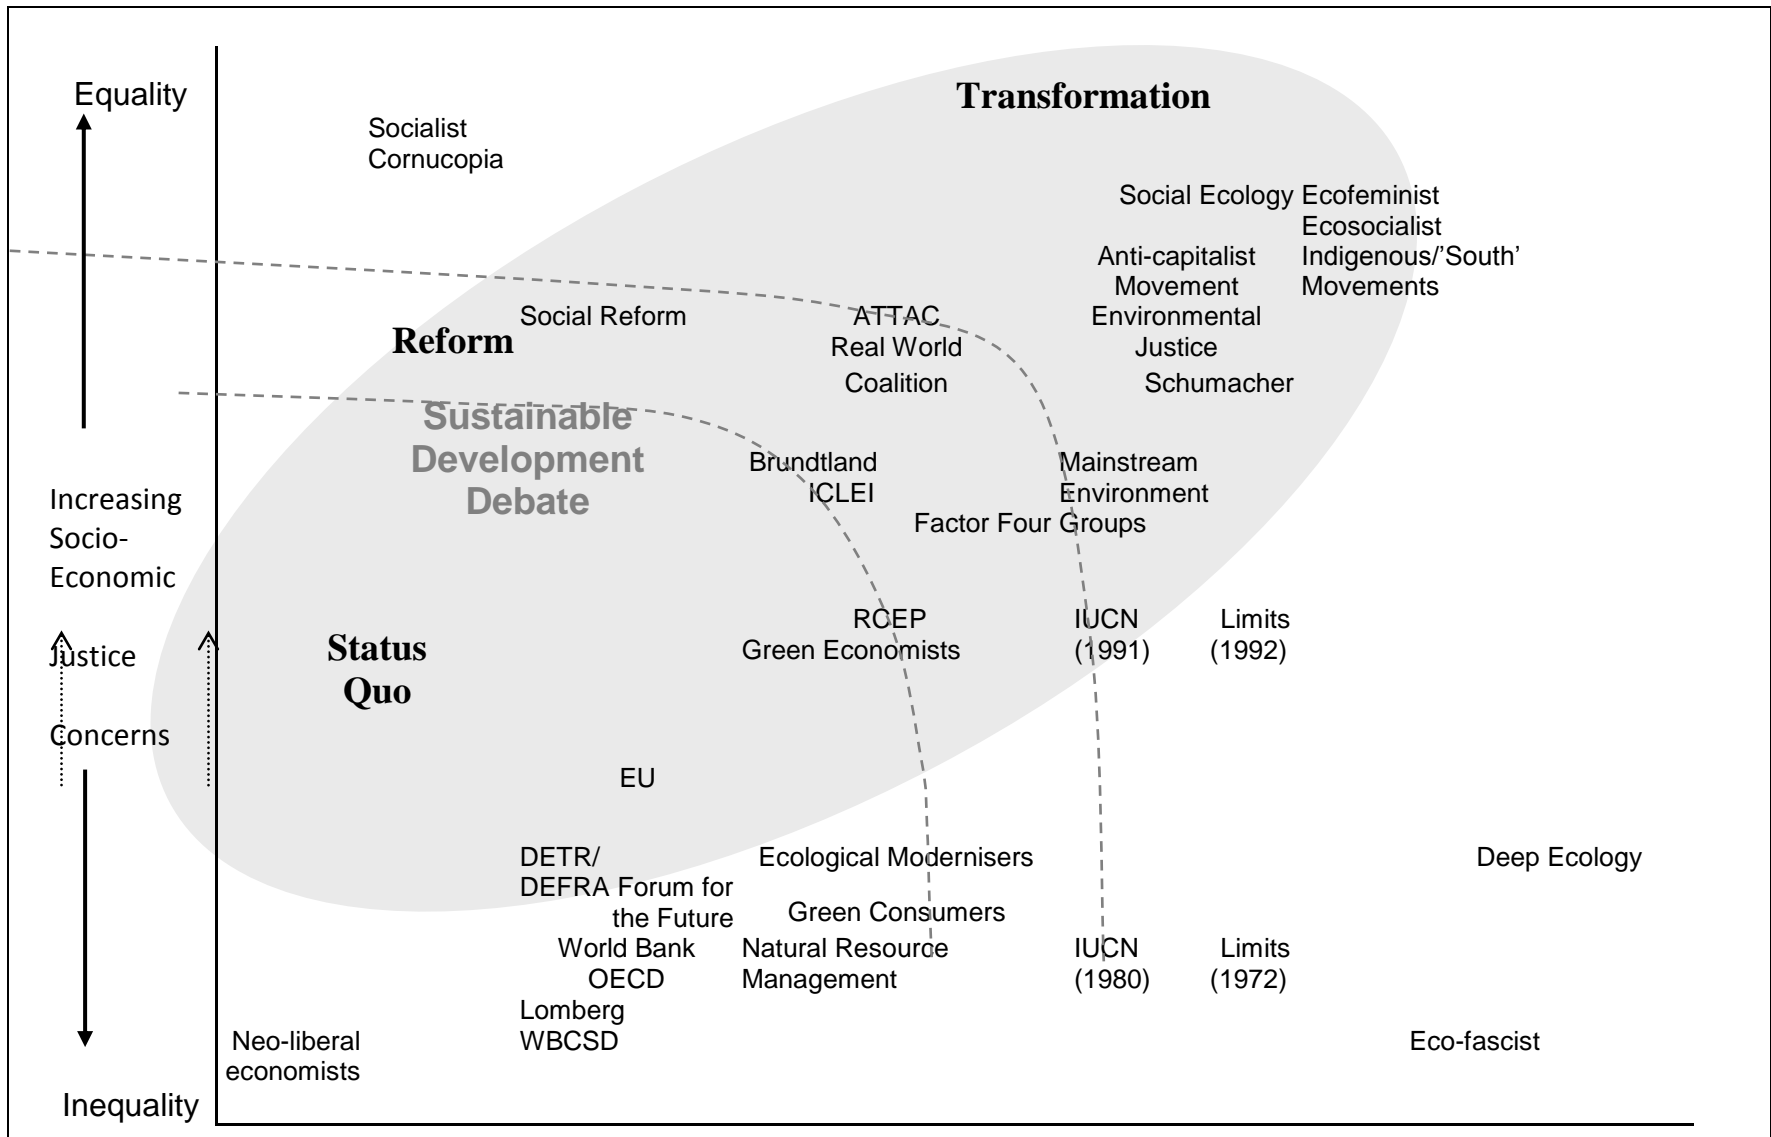 Equality
Transformation
Socialist
Cornucopia
Social Ecology Ecofeminist
Ecosocialist
Anti-capitalist
Movement
Indigenous/’South’
Movements
Social Reform
ATTAC
Environmental
Reform
Real World
Justice
Coalition
Schumacher
Sustainable
Development
Debate
Brundtland
ICLEI
Mainstream
Environment
Factor Four Groups
Increasing
Socio-
Economic
Justice
Concerns
Status
Quo
RCEP
Green Economists
IUCN
(1991)
Limits
(1992)
EU
DETR/
DEFRA Forum for
the Future
Ecological Modernisers
Deep Ecology
Green Consumers
World Bank
OECD
Natural Resource
Management
IUCN
(1980)
Limits
(1972)
Lomberg
WBCSD
Neo-liberal
economists
Eco-fascist
Inequality